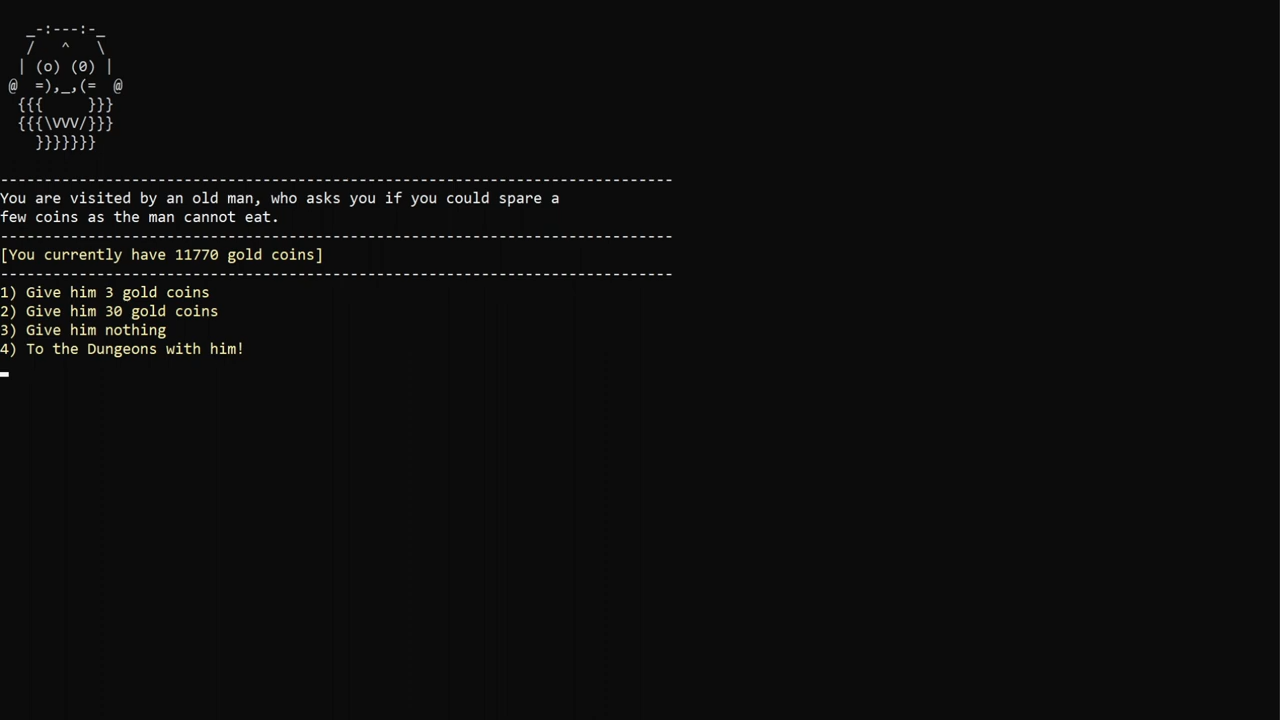 _-:---:-_
/   ^   \
| (o) (0) |
@  =),_,(=  @
{{{     }}}
{{{\VVV/}}}
}}}}}}}
-----------------------------------------------------------------------------
You are visited by an old man, who asks you if you could spare a
few coins as the man cannot eat.
-----------------------------------------------------------------------------
[You currently have 11770 gold coins]
-----------------------------------------------------------------------------
1) Give him 3 gold coins
2) Give him 30 gold coins
3) Give him nothing
4) To the Dungeons with him!